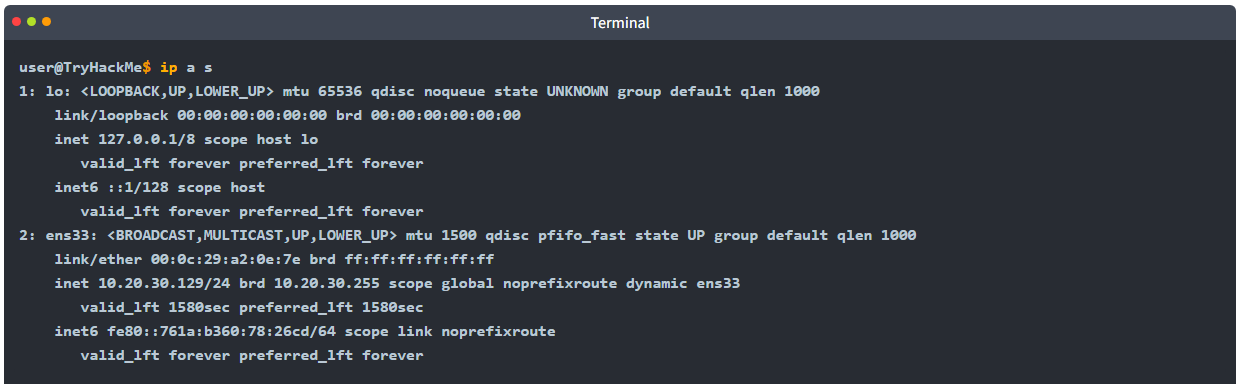 Terminal
user@TryHackMe$ ip a s
1: lo: <LOOPBACK,UP,LOWER_UP> mtu 65536 qdisc noqueue state UNKNOWN group default qlen 1000
link/loopback 00:00:00:00:00:00 brd 00:00:00:00:00:00
inet 127.0.0.1/8 scope host lo
valid_lft forever preferred_lft forever
inet6 ::1/128 scope host
valid_lft forever preferred_lft forever
2: ens33: <BROADCAST,MULTICAST,UP,LOWER_UP> mtu 1500 qdisc pfifo_fast state UP group default qlen 1000
link/ether 00:0c:29:a2:0e:7e brd ff:ff:ff:ff:ff:ff
inet 10.20.30.129/24 brd 10.20.30.255 scope global noprefixroute dynamic ens33
valid_lft 1580sec preferred_lft 1580sec
inet6 fe80::761a:b360:78:26cd/64 scope link noprefixroute
valid_lft forever preferred_lft forever